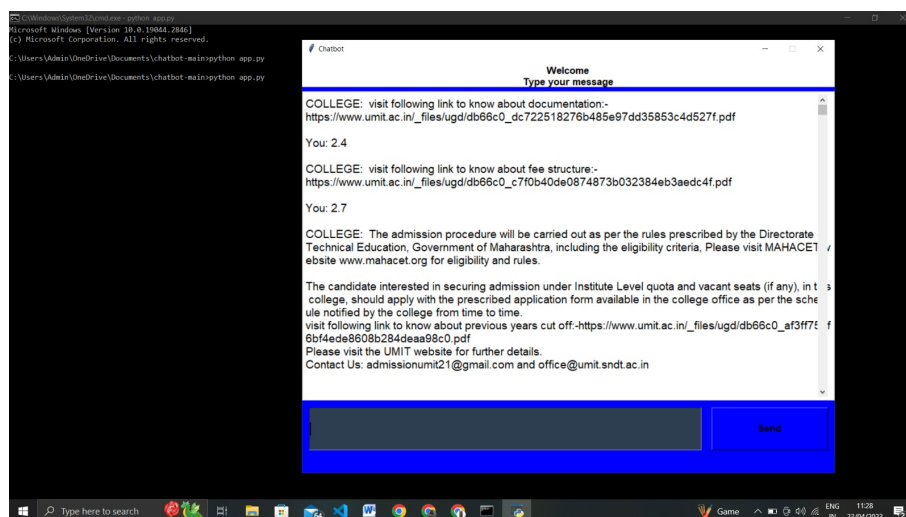 C:\Windows\System32\cmd.exe - python app.py
Microsoft Windows [Version 10.0.19044.2846]
(c) Microsoft Corporation. All rights reserved.
C:\Users\Admin\OneDrive\Documents\chatbot-main>python app.py
C:\Users\Admin\OneDrive\Documents\chatbot-main>python app.py
Chatbot
Welcome
Type your message
COLLEGE: visit following link to know about documentation:-
https://www.umit.ac.in/_files/ugd/db66c0_dc722518276b485e97dd35853c4d527f.pdf
You: 2.4
COLLEGE: visit following link to know about fee structure:-
https://www.umit.ac.in/_files/ugd/db66c0_c7f0b40de0874873b032384eb3aedc4f.pdf
You: 2.7
COLLEGE: The admission procedure will be carried out as per the rules prescribed by the Directorate
Technical Education, Government of Maharashtra, including the eligibility criteria, Please visit MAHACET w
ebsite www.mahacet.org for eligibility and rules.
The candidate interested in securing admission under Institute Level quota and vacant seats (if any), in t s
college, should apply with the prescribed application form available in the college office as per the sche
ule notified by the college from time to time.
visit following link to know about previous years cut off:-https://www.umit.ac.in/_files/ugd/db66c0_af3ff75 f
6bf4ede8608b284deaa98c0.pdf
Please visit the UMIT website for further details.
Contact Us: admissionumit21@gmail.com and office@umit.sndt.ac.in
Send
Type here to search
64
Game
ENG
IN
11:28
23/04/2023